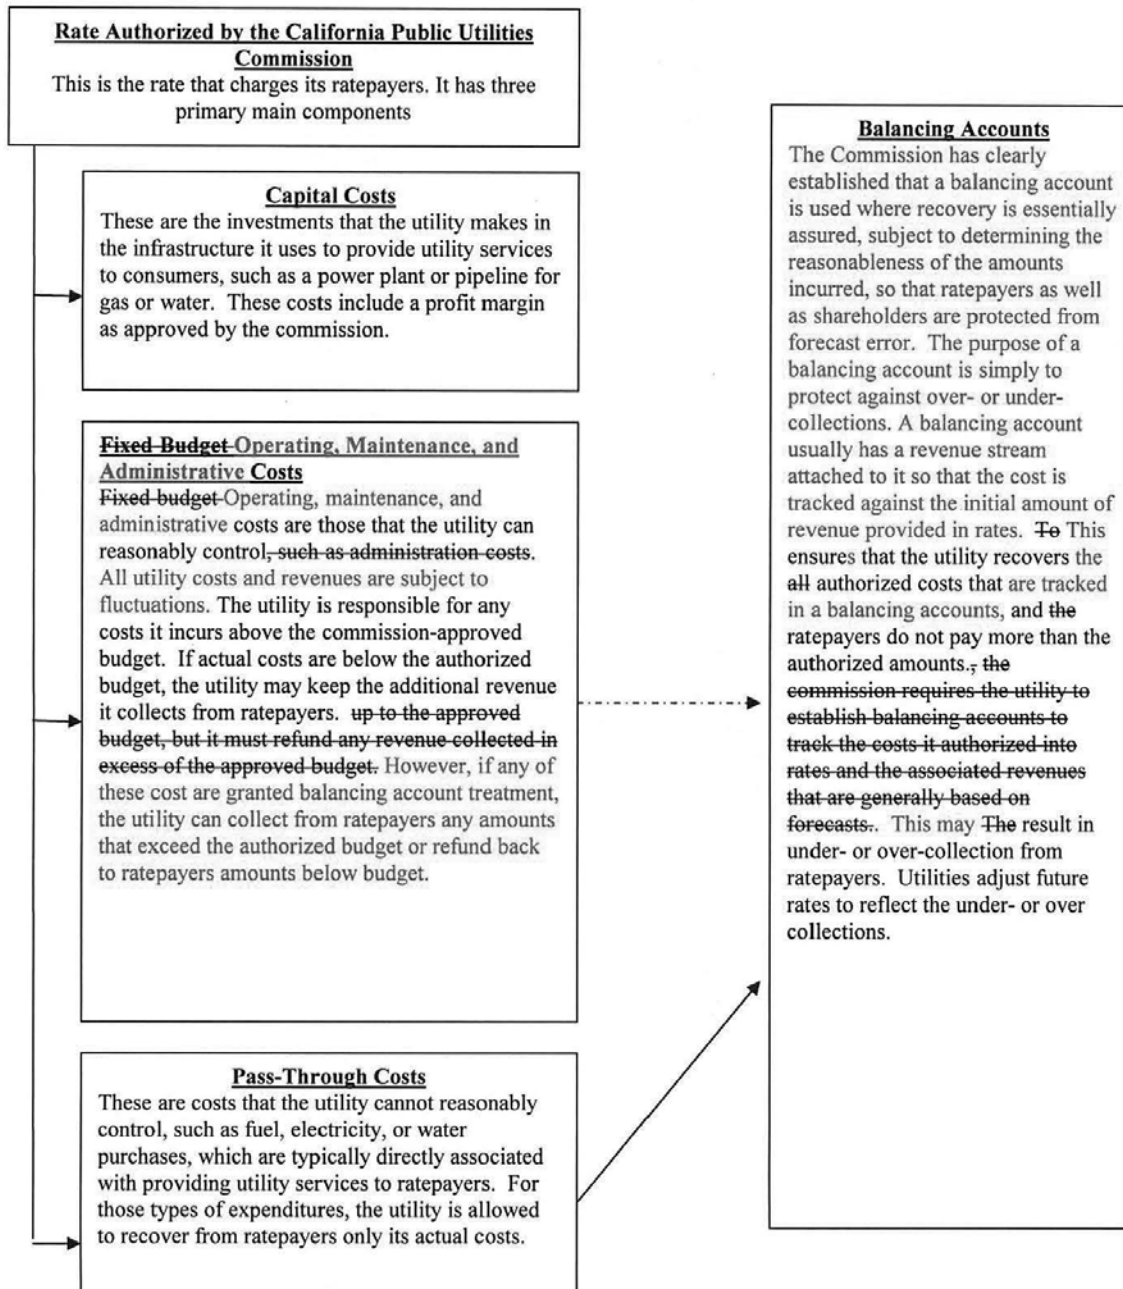 Rate Authorized by the California Public Utilities
Commission
This is the rate that charges its ratepayers. It has three
primary main components
Capital Costs
These are the investments that the utility makes in
the infrastructure it uses to provide utility services
to consumers, such as a power plant or pipeline for
gas or water.  These costs include a profit margin
as approved by the commission.
Fixed Budget Operating, Maintenance, and
Administrative Costs
Fixed budget Operating, maintenance, and
administrative costs are those that the utility can
reasonably control, such as administration costs.
All utility costs and revenues are subject to
fluctuations. The utility is responsible for any
costs it incurs above the commission-approved
budget.  If actual costs are below the authorized
budget, the utility may keep the additional revenue
it collects from ratepayers.  up to the approved
budget, but it must refund any revenue collected in
excess of the approved budget. However, if any of
these cost are granted balancing account treatment,
the utility can collect from ratepayers any amounts
that exceed the authorized budget or refund back
to ratepayers amounts below budget.
Pass-Through Costs
These are costs that the utility cannot reasonably
control, such as fuel, electricity, or water
purchases, which are typically directly associated
with providing utility services to ratepayers.  For
those types of expenditures, the utility is allowed
to recover from ratepayers only its actual costs.
Balancing Accounts
The Commission has clearly
established that a balancing account
is used where recovery is essentially
assured, subject to determining the
reasonableness of the amounts
incurred, so that ratepayers as well
as shareholders are protected from
forecast error.  The purpose of a
balancing account is simply to
protect against over- or under-
collections. A balancing account
usually has a revenue stream
attached to it so that the cost is
tracked against the initial amount of
revenue provided in rates.  To This
ensures that the utility recovers the
all authorized costs that are tracked
in a balancing accounts, and the
ratepayers do not pay more than the
authorized amounts., the
commission requires the utility to
establish balancing accounts to
track the costs it authorized into
rates and the associated revenues
that are generally based on
forecasts..  This may The result in
under- or over-collection from
ratepayers.  Utilities adjust future
rates to reflect the under- or over
collections.